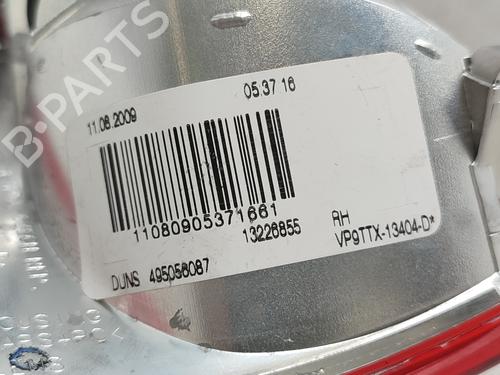 B-PARTS
11.08.2009 05.37 16
11080905371661
13226855
RH
DUNS 495056087
VP9TTX-13404-D*